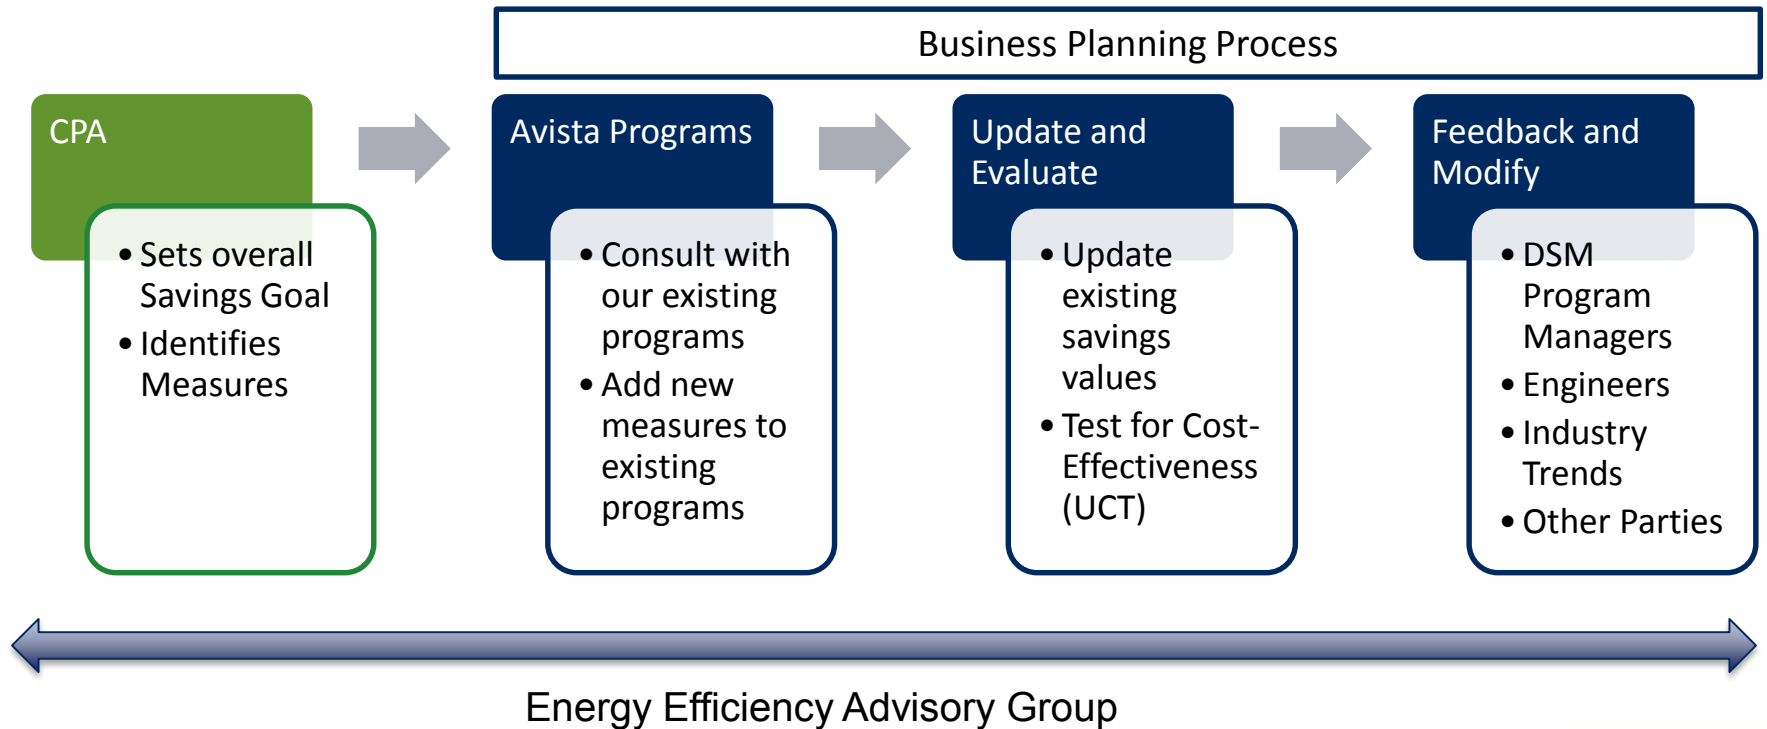 Business Planning Process
CPA
• Sets overall
Savings Goal
• Identifies
Measures
Avista Programs
• Consult with
our existing
programs
• Add new
measures to
existing
programs
Update and
Evaluate
• Update
existing
savings
values
• Test for Cost-
Effectiveness
(UCT)
Feedback and
Modify
• DSM
Program
Managers
• Engineers
• Industry
Trends
• Other Parties
Energy Efficiency Advisory Group